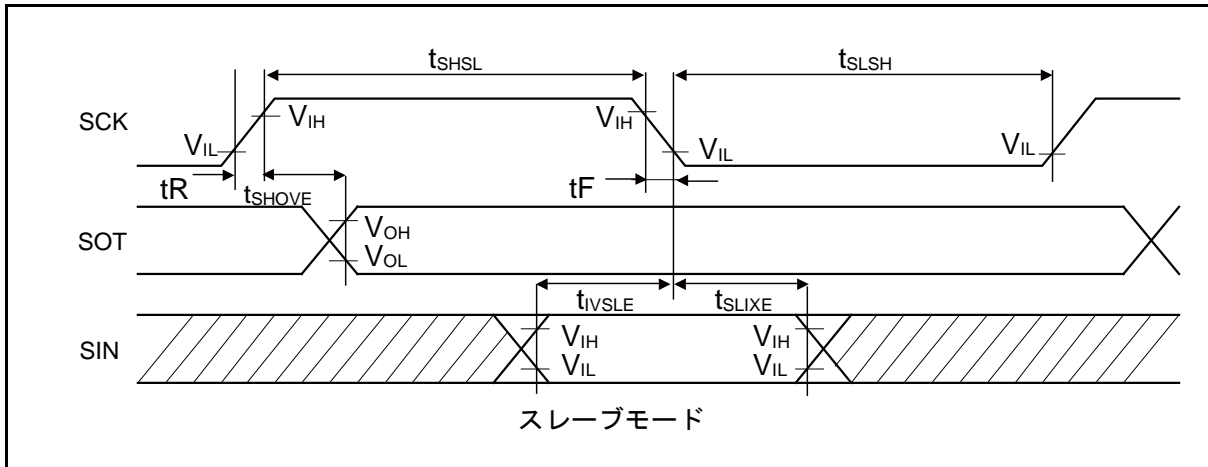 tSHSL
tSLSH
SCK
VIH
VIH
VIL
VIL
VIL
tR
tSHOVE
tF
SOT
VOH
VOL
tIVSLE
tSLIXE
SIN
VIH
VIH
VIL
VIL
スレーブモード